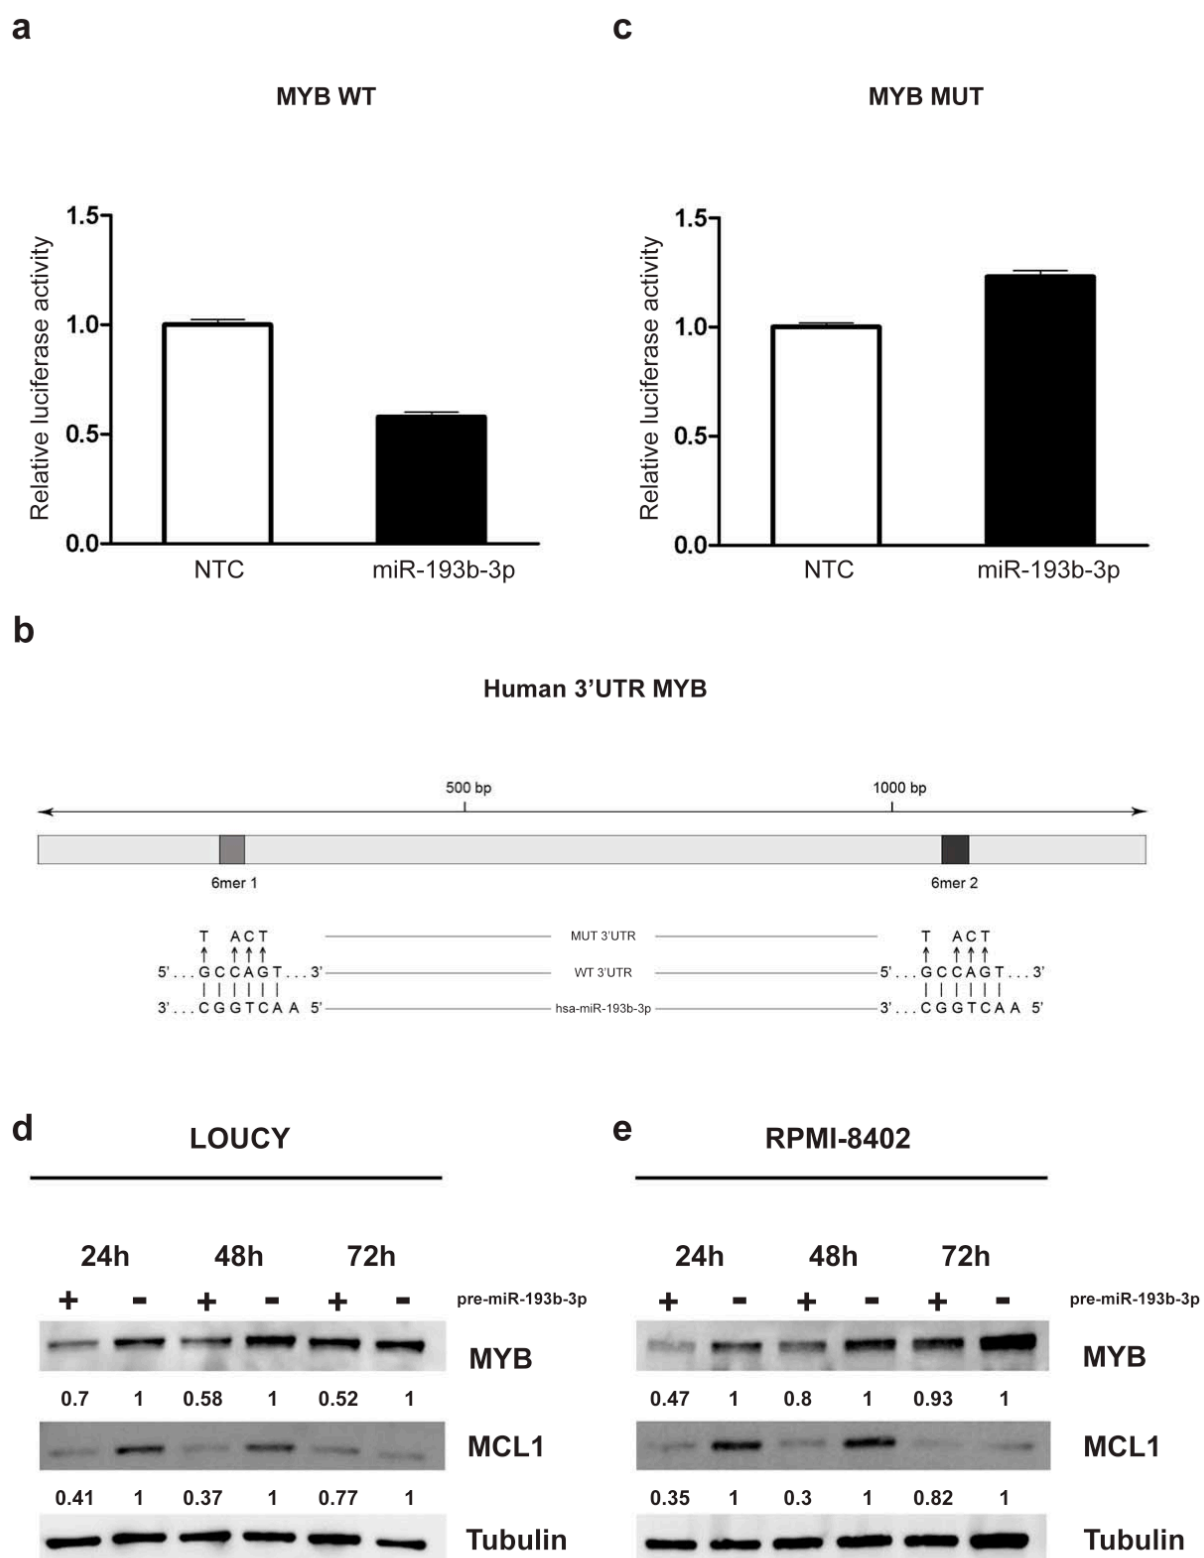 a
MYB WT
Relative luciferase activity
1.5
1.0
0.5
0.0
NTC miR-193b-3p
c
MYB MUT
Relative luciferase activity
1.5
1.0
0.5
0.0
NTC miR-193b-3p
b
Human 3'UTR MYB
500 bp 1000 bp
6mer 1 6mer 2
T ACT MUT 3'UTR T ACT
5'...GCCAGT...3' WT 3'UTR 5'...GCCAGT...3'
3'...CGGTCAA 5' hsa-miR-193b-3p 3'...CGGTCAA 5'
d
LOUCY
24h 48h 72h
+ - + - + - pre-miR-193b-3p
MYB
0.7 1 0.58 1 0.52 1
MCL1
0.41 1 0.37 1 0.77 1
Tubulin
e
RPMI-8402
24h 48h 72h
+ - + - + - pre-miR-193b-3p
MYB
0.47 1 0.8 1 0.93 1
MCL1
0.35 1 0.3 1 0.82 1
Tubulin